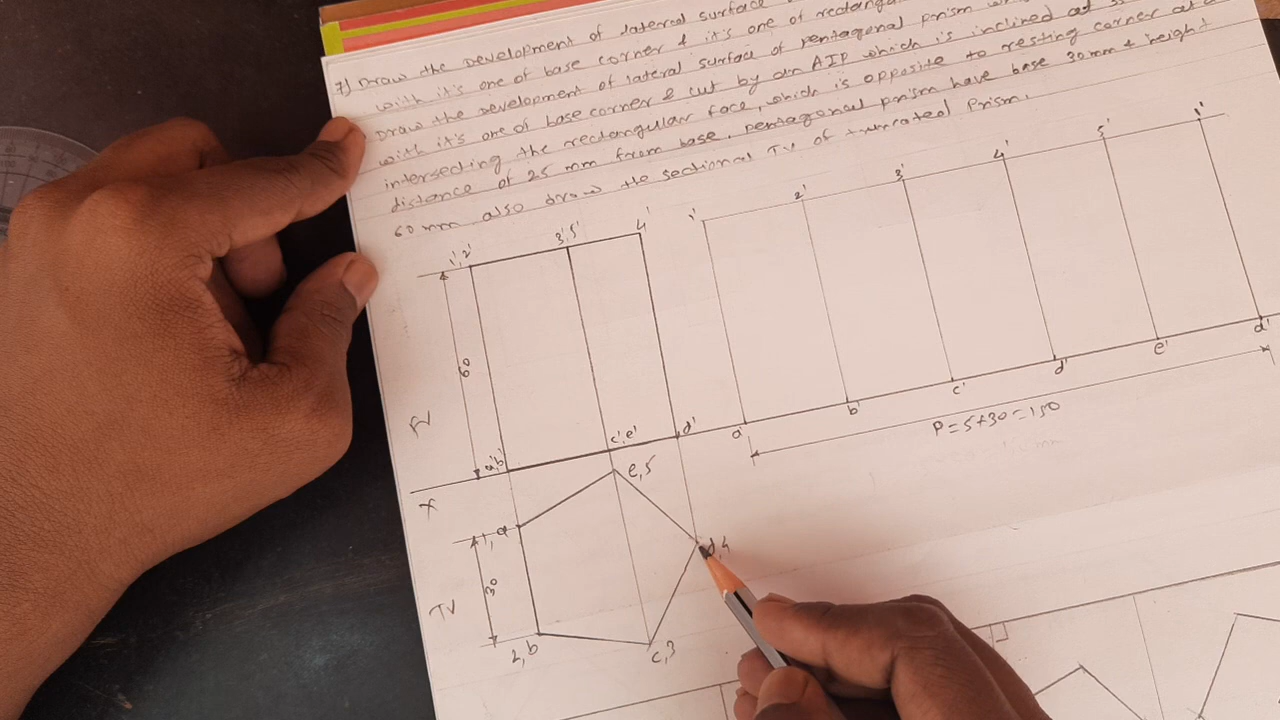 7) Draw the Development of lateral surface
with it's one of base corner & it's one of rectangu
Draw the Development of lateral surface of pentagonal prism
with it's one of base corner & cut by an AIP which is inclined at
intersecting the rectangular face, which is opposite to resting corner at
distance of 25 mm from base. pentagonal prism have base 30mm & height
60 mm also draw the sectional TV of truncated Prism.
1',2' 3',5' 4' 1' 2' 3' 4' 5' 1'
60
FV
a'b' c',e' d' a' b' c' d' e' d'
P=5+30=150
X
e,5
1,a d,4
30
TV
2,b c,3